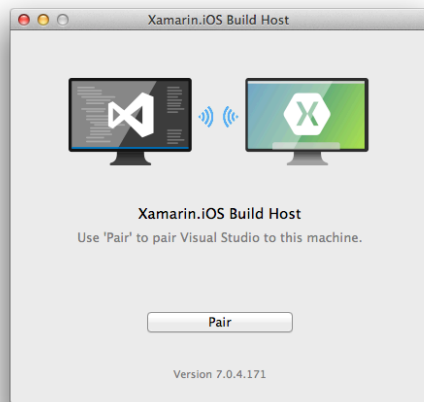 Xamarin.iOS Build Host
Xamarin.iOS Build Host
Use 'Pair' to pair Visual Studio to this machine.
Pair
Version 7.0.4.171